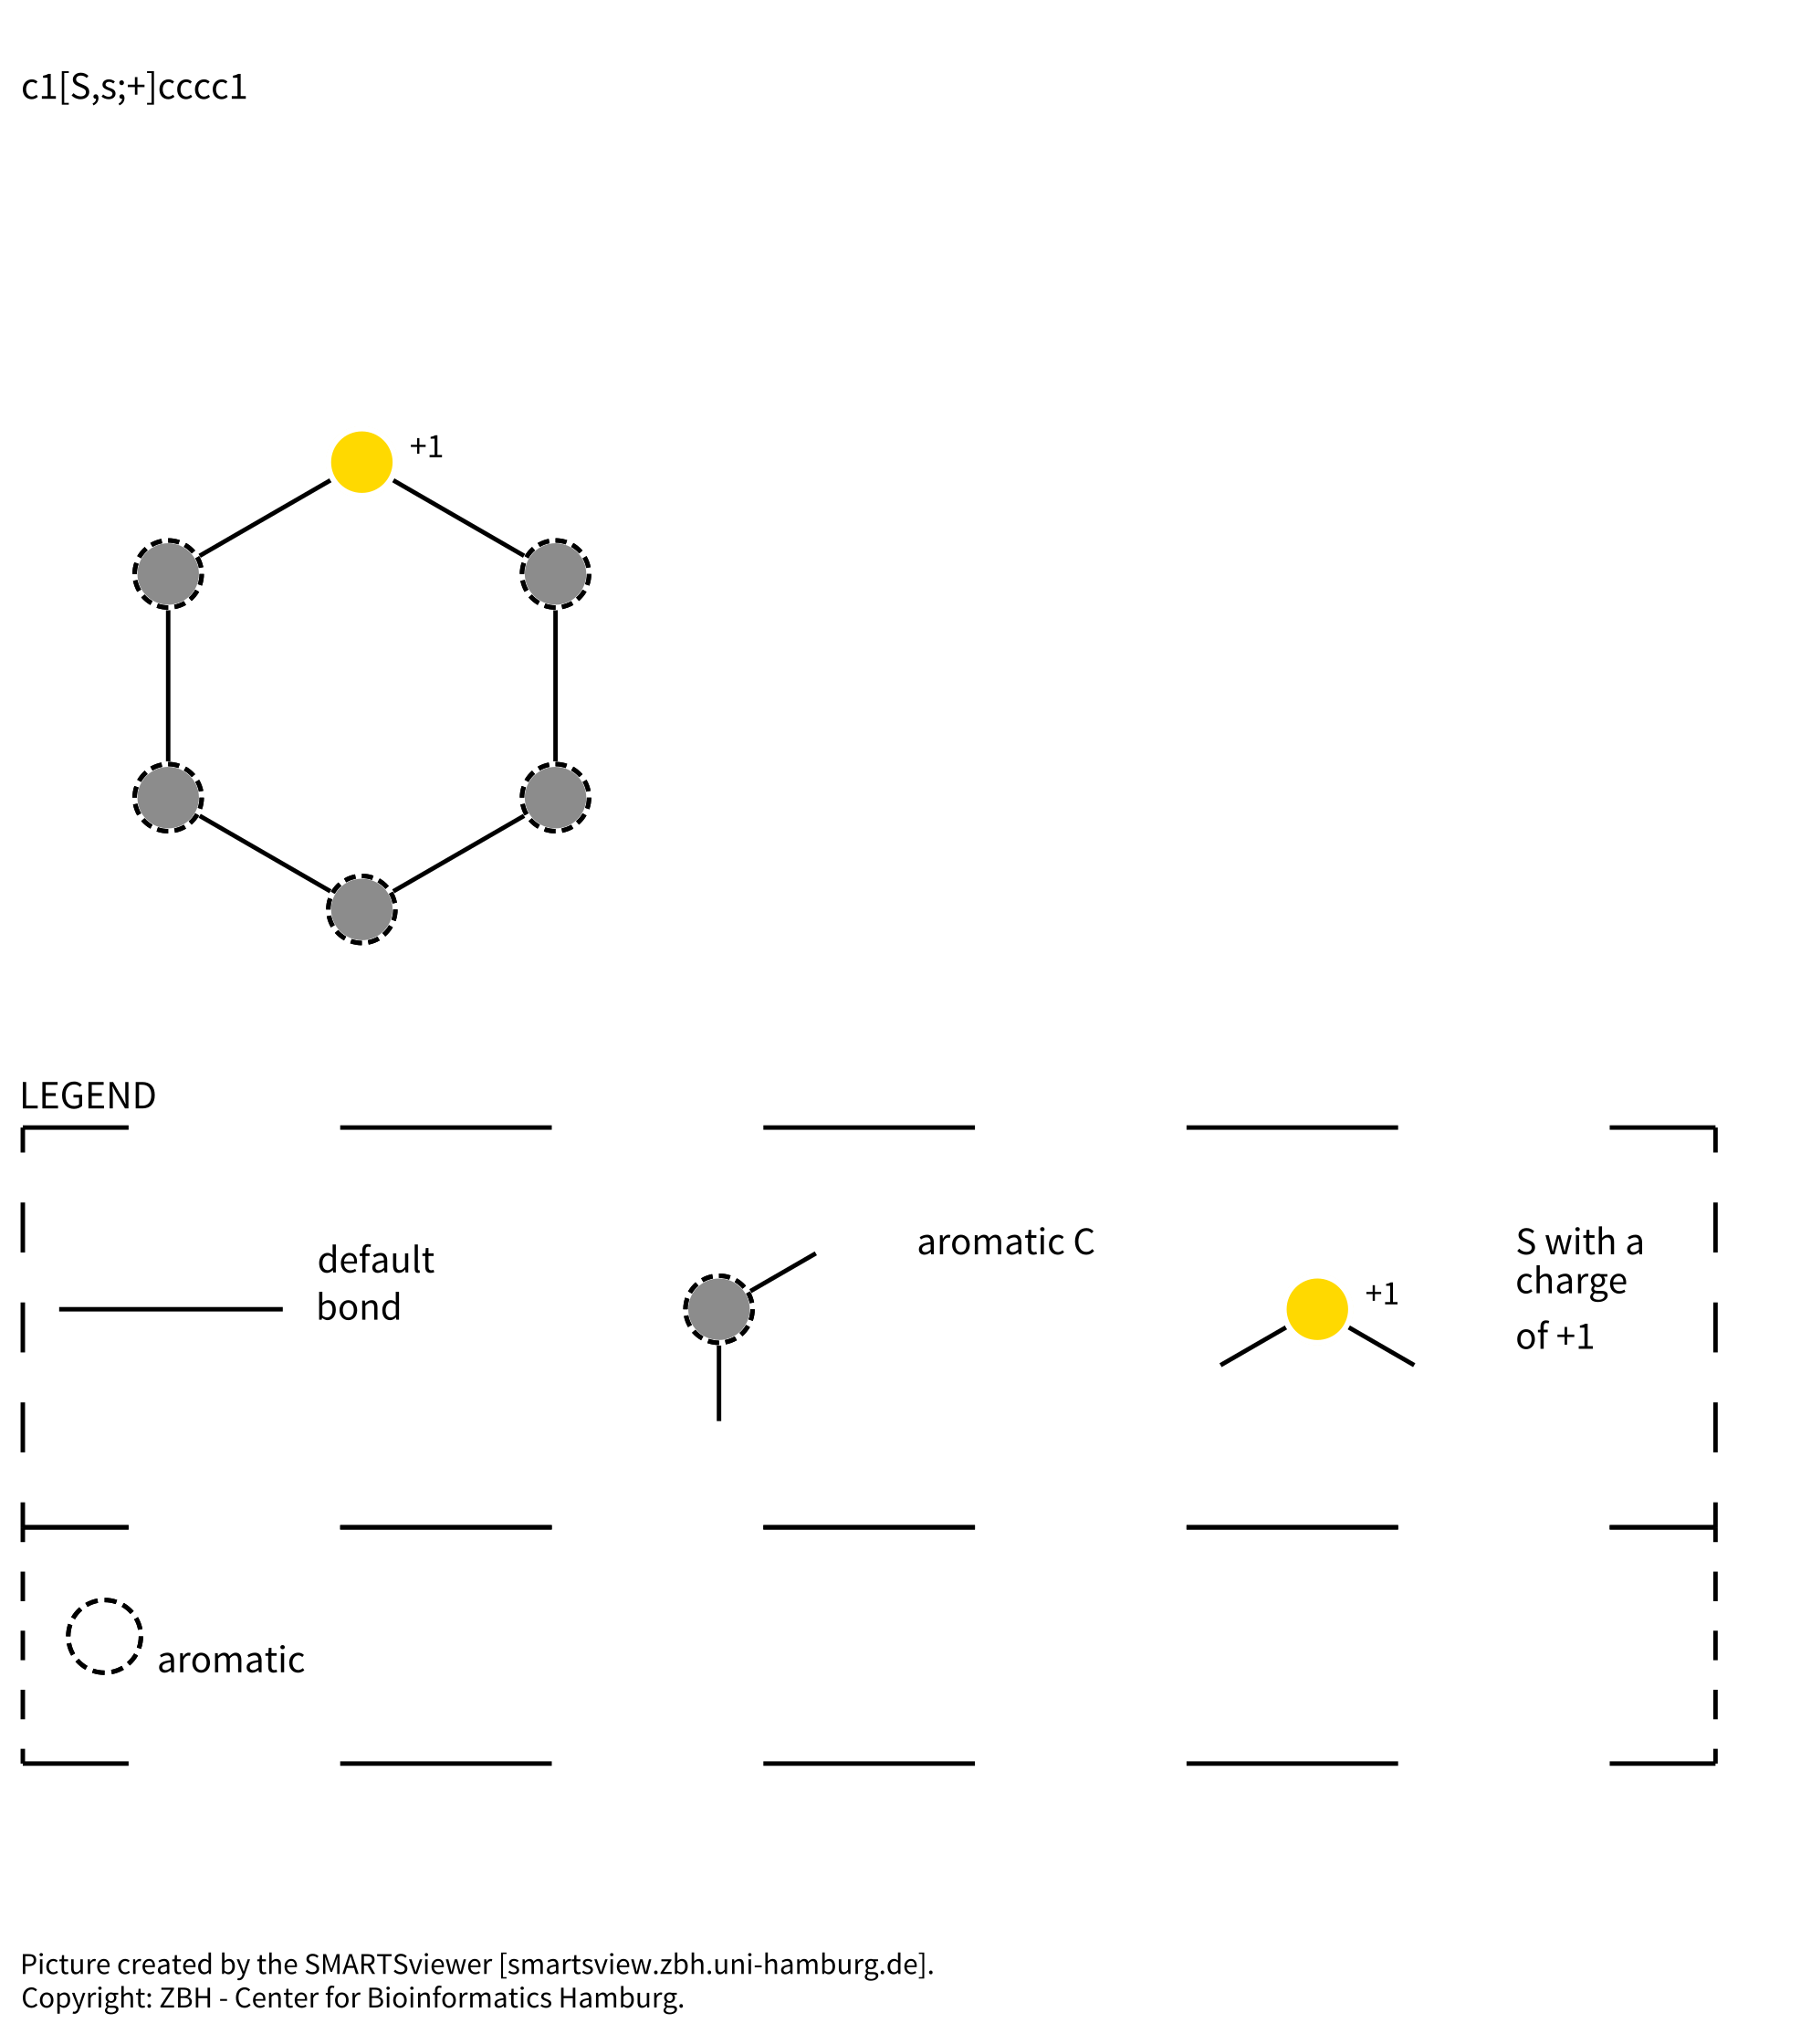 c1[S,s;+]cccc1
+1
LEGEND
default
bond
aromatic C
+1
S with a
charge
of +1
aromatic
Picture created by the SMARTSviewer [smartsview.zbh.uni-hamburg.de].
Copyright: ZBH - Center for Bioinformatics Hamburg.